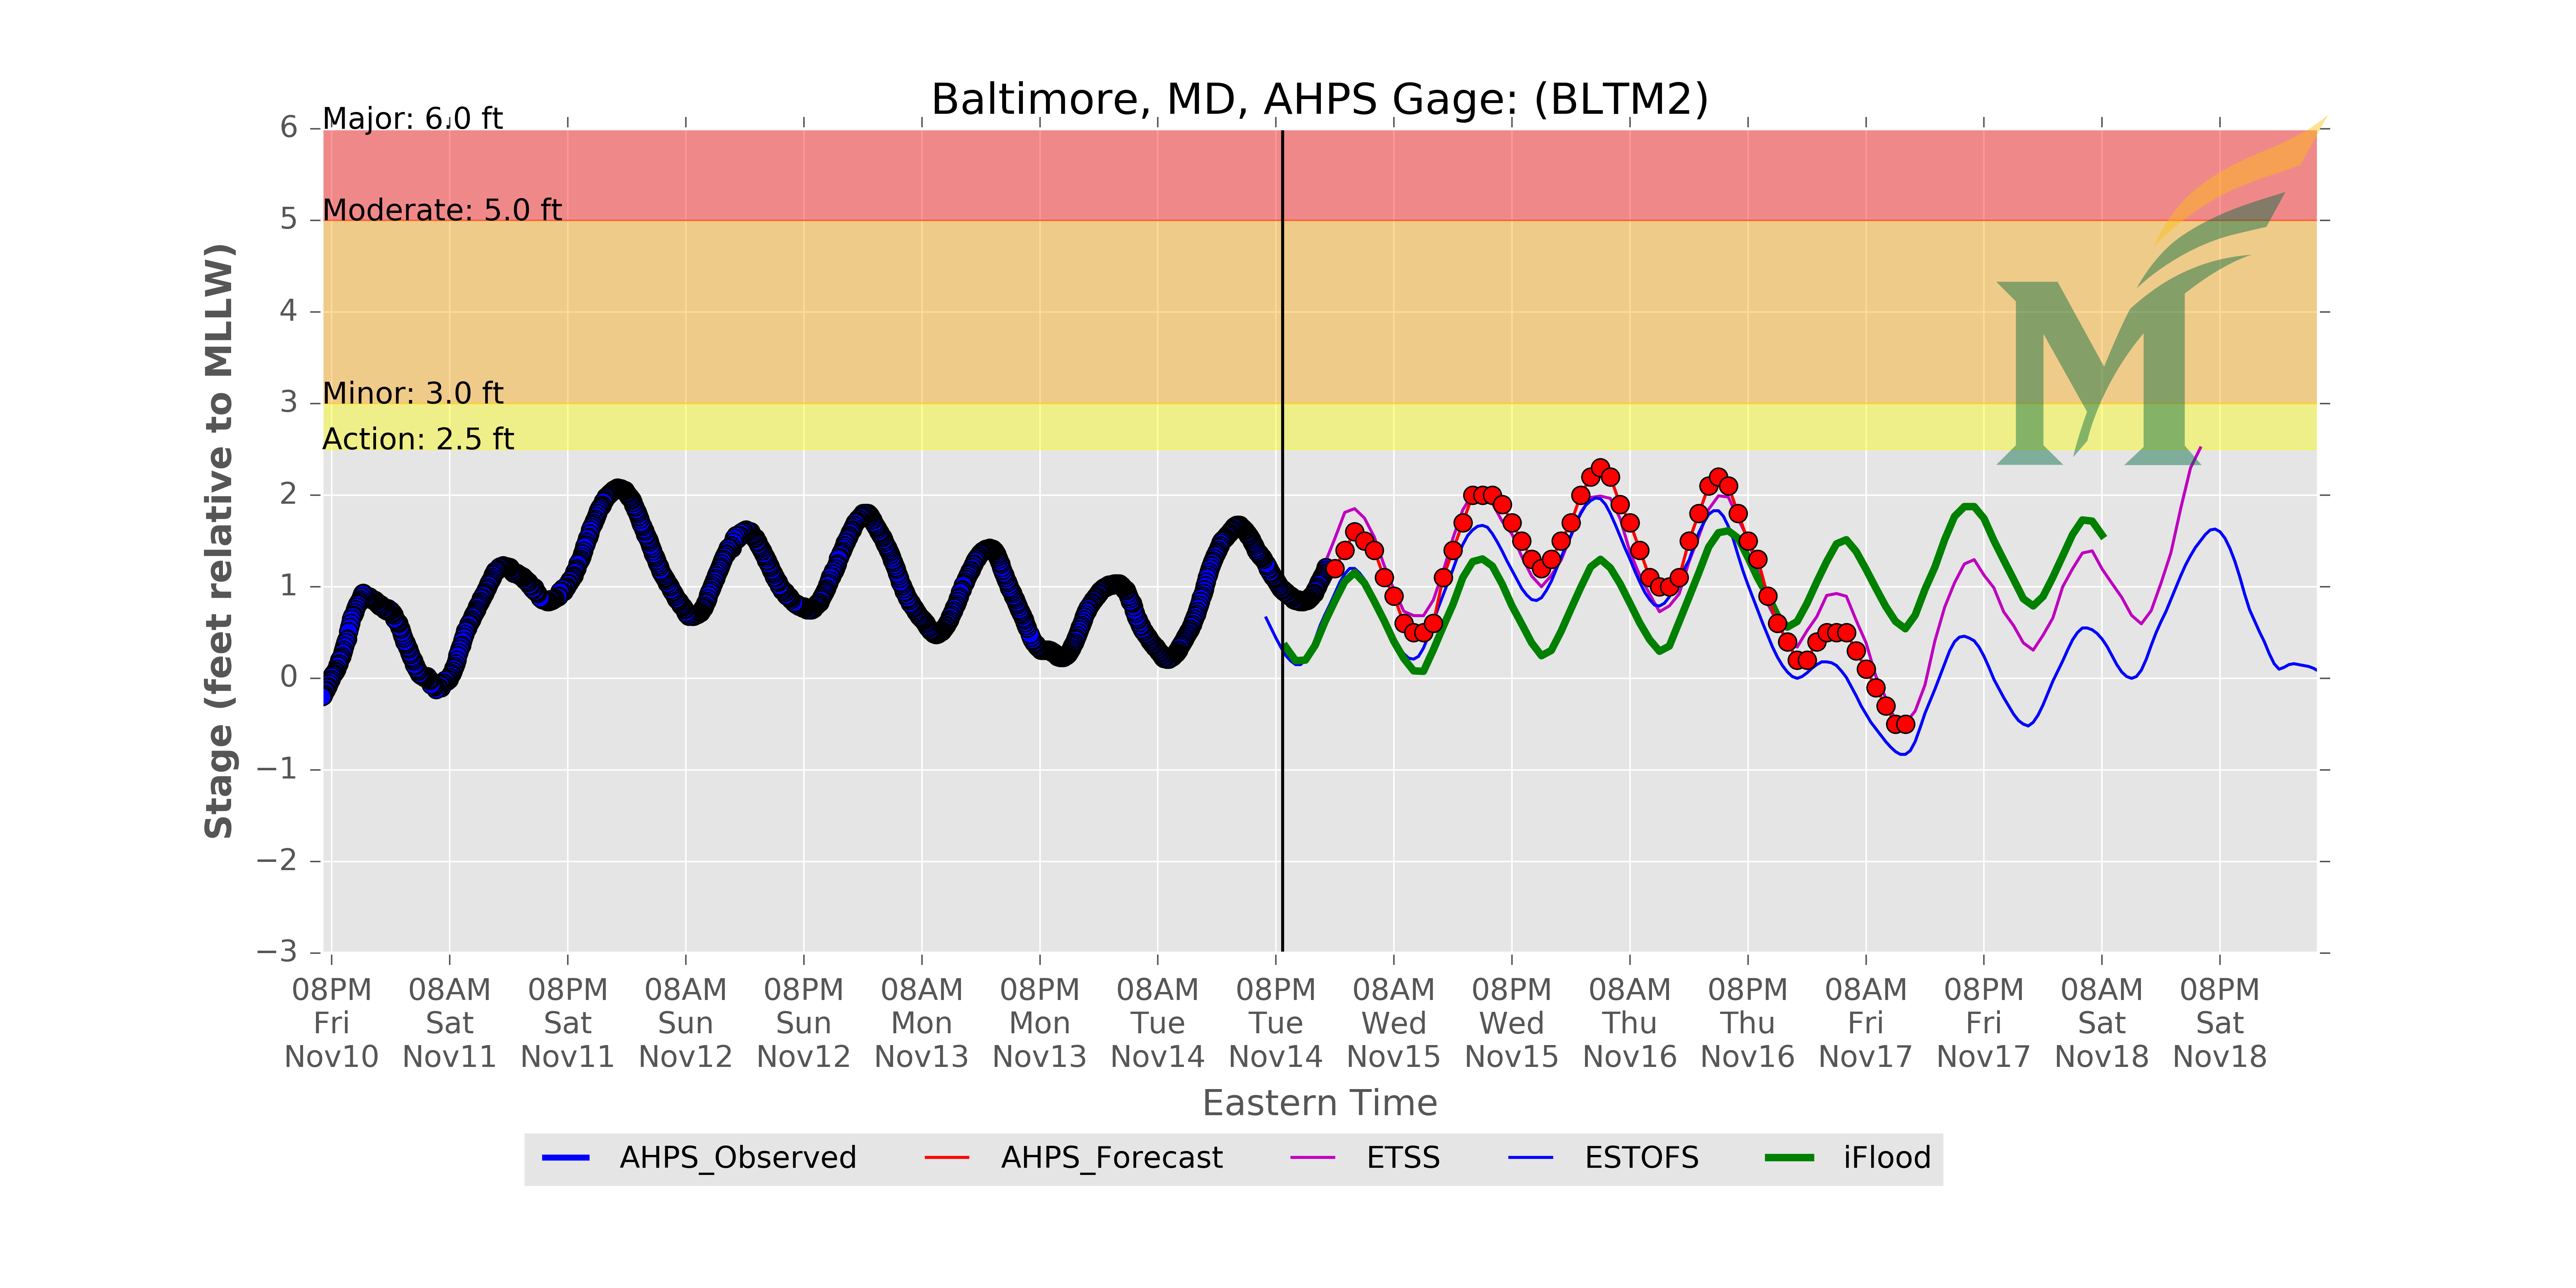 Baltimore, MD, AHPS Gage: (BLTM2)
Major: 6.0 ft
Moderate: 5.0 ft
Minor: 3.0 ft
Action: 2.5 ft
Stage (feet relative to MLLW)
6
5
4
3
2
1
0
−1
−2
−3
08PM 08AM 08PM 08AM 08PM 08AM 08PM 08AM 08PM 08AM 08PM 08AM 08PM 08AM 08PM 08AM 08PM
Fri Sat Sat Sun Sun Mon Mon Tue Tue Wed Wed Thu Thu Fri Fri Sat Sat
Nov10 Nov11 Nov11 Nov12 Nov12 Nov13 Nov13 Nov14 Nov14 Nov15 Nov15 Nov16 Nov16 Nov17 Nov17 Nov18 Nov18
Eastern Time
AHPS_Observed AHPS_Forecast ETSS ESTOFS iFlood
M